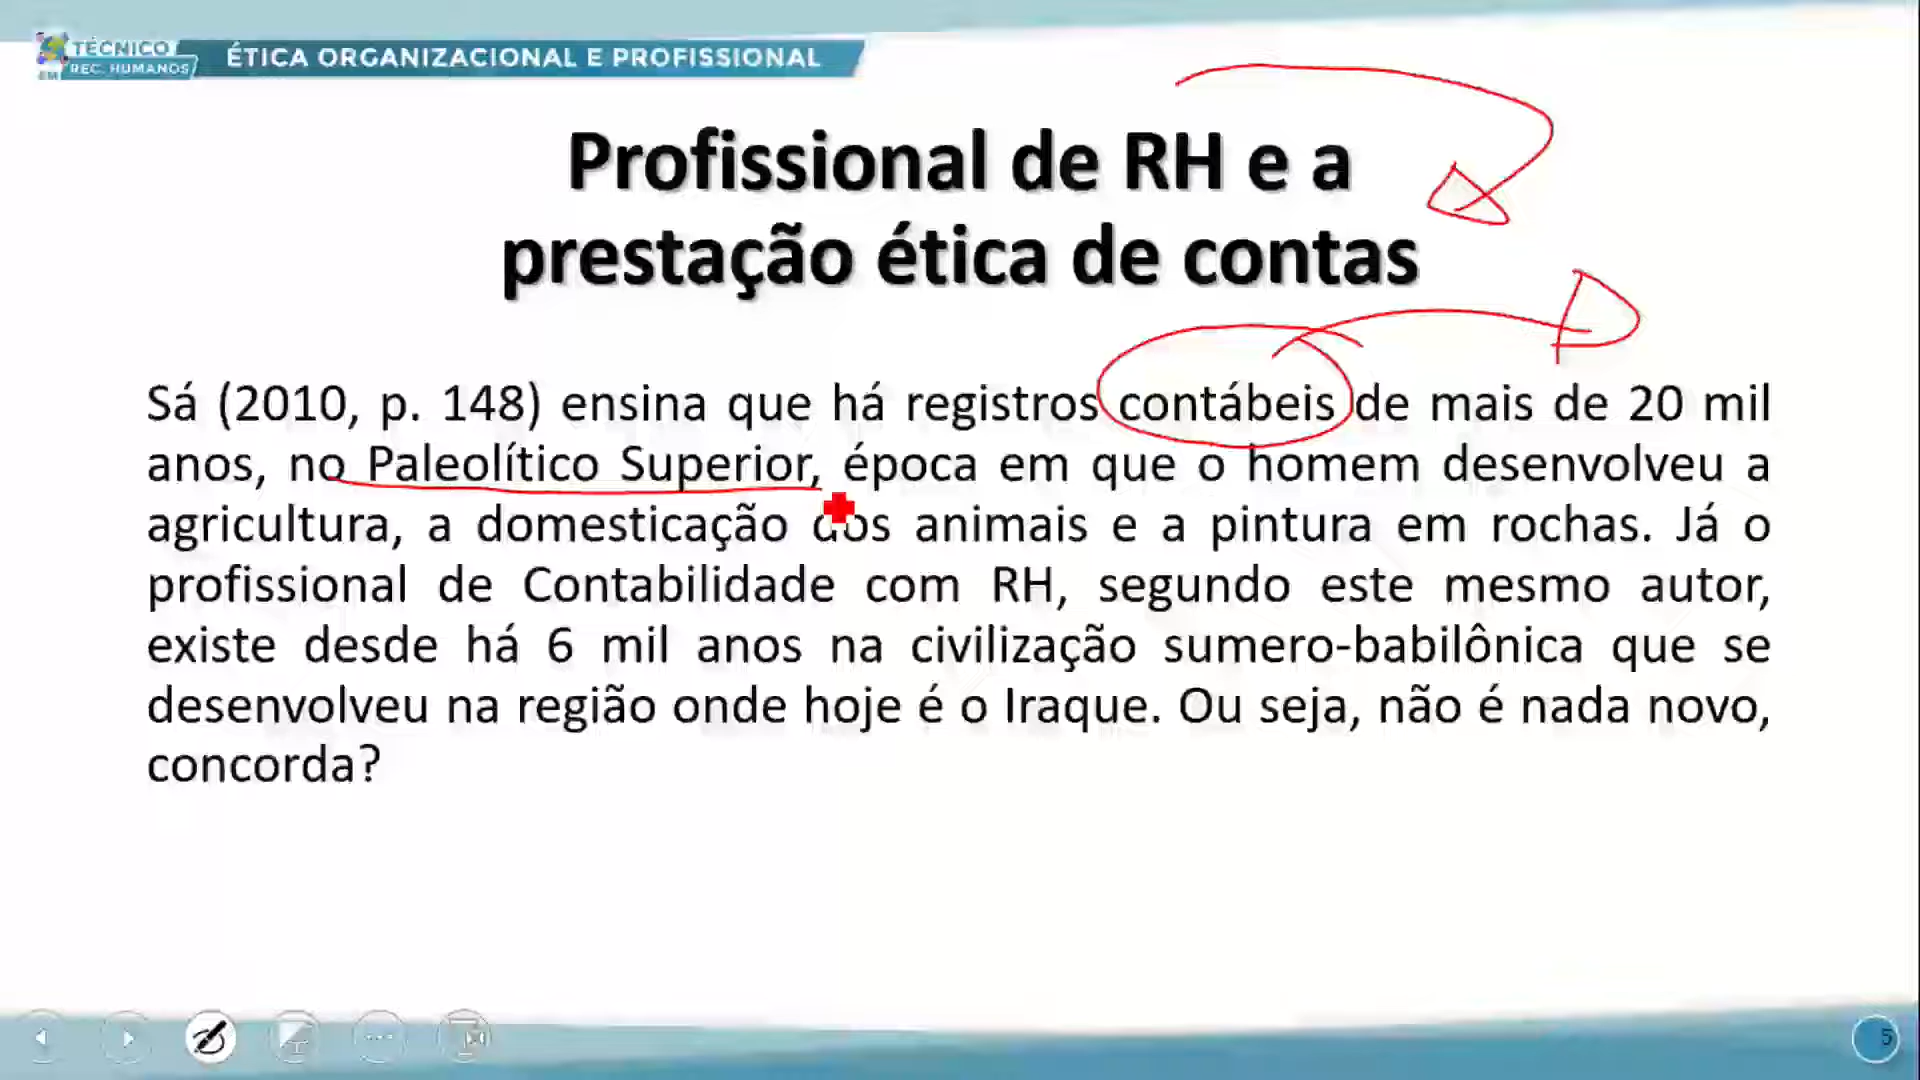 TÉCNICO
EM REC. HUMANOS
ÉTICA ORGANIZACIONAL E PROFISSIONAL
Profissional de RH e a
prestação ética de contas
Sá (2010, p. 148) ensina que há registros contábeis de mais de 20 mil
anos, no Paleolítico Superior, época em que o homem desenvolveu a
agricultura, a domesticação dos animais e a pintura em rochas. Já o
profissional de Contabilidade com RH, segundo este mesmo autor,
existe desde há 6 mil anos na civilização sumero-babilônica que se
desenvolveu na região onde hoje é o Iraque. Ou seja, não é nada novo,
concorda?
5